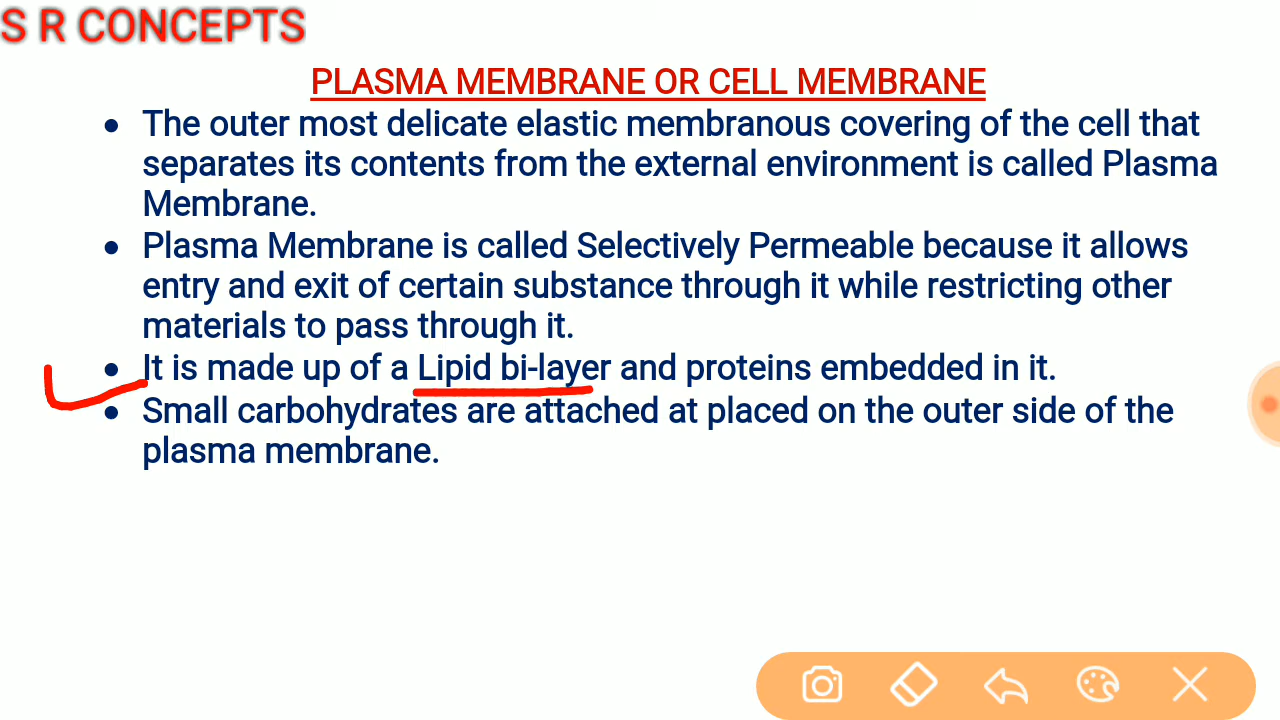 S R CONCEPTS
PLASMA MEMBRANE OR CELL MEMBRANE
• The outer most delicate elastic membranous covering of the cell that
separates its contents from the external environment is called Plasma
Membrane.
• Plasma Membrane is called Selectively Permeable because it allows
entry and exit of certain substance through it while restricting other
materials to pass through it.
• It is made up of a Lipid bi-layer and proteins embedded in it.
• Small carbohydrates are attached at placed on the outer side of the
plasma membrane.